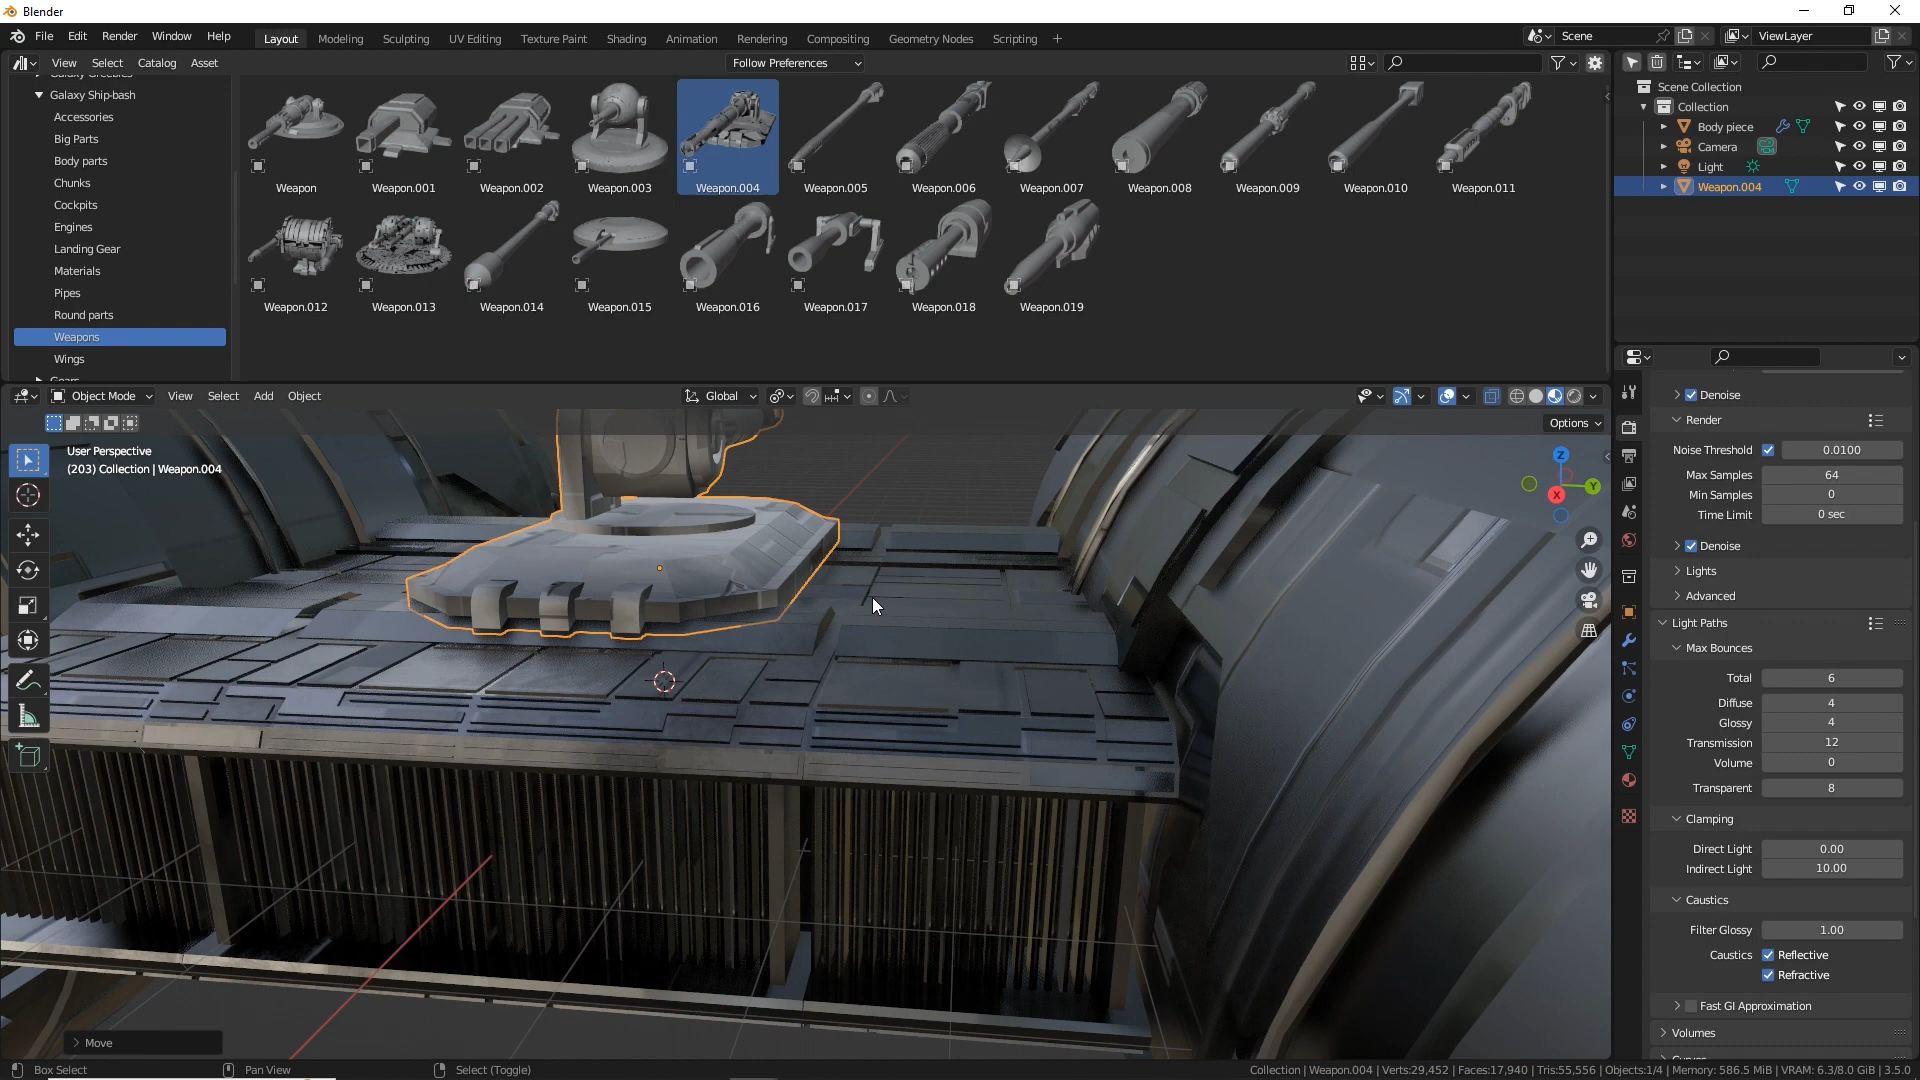 Blender
File Edit Render Window Help Layout Modeling Sculpting UV Editing Texture Paint Shading Animation Rendering Compositing Geometry Nodes Scripting +
Scene
ViewLayer
View Select Catalog Asset
Follow Preferences
Galaxy Greebles
Galaxy Ship-bash
Accessories
Big Parts
Body parts
Chunks
Cockpits
Engines
Landing Gear
Materials
Pipes
Round parts
Weapons
Wings
Gears
Weapon Weapon.001 Weapon.002 Weapon.003 Weapon.004 Weapon.005 Weapon.006 Weapon.007 Weapon.008 Weapon.009 Weapon.010 Weapon.011
Weapon.012 Weapon.013 Weapon.014 Weapon.015 Weapon.016 Weapon.017 Weapon.018 Weapon.019
Scene Collection
Collection
Body piece
Camera
Light
Weapon.004
Object Mode View Select Add Object
Global
Options
User Perspective
(203) Collection | Weapon.004
Z
Y
X
Move
Denoise
Render
Noise Threshold 0.0100
Max Samples 64
Min Samples 0
Time Limit 0 sec
Denoise
Lights
Advanced
Light Paths
Max Bounces
Total 6
Diffuse 4
Glossy 4
Transmission 12
Volume 0
Transparent 8
Clamping
Direct Light 0.00
Indirect Light 10.00
Caustics
Filter Glossy 1.00
Caustics Reflective
Refractive
Fast GI Approximation
Volumes
Curves
Box Select
Pan View
Select (Toggle)
Collection | Weapon.004 | Verts:29,452 | Faces:17,940 | Tris:55,556 | Objects:1/4 | Memory: 586.5 MiB | VRAM: 6.3/8.0 GiB | 3.5.0